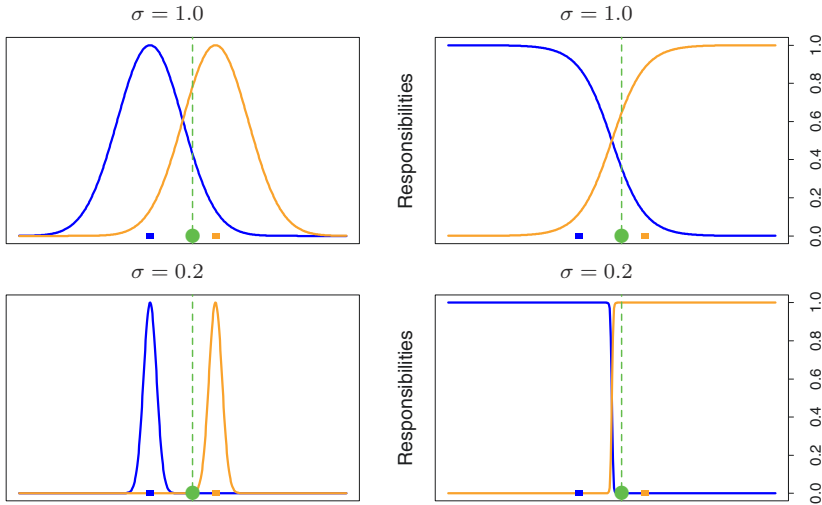 σ = 1.0
σ = 1.0
Responsibilities
0.0 0.2 0.4 0.6 0.8 1.0
σ = 0.2
σ = 0.2
Responsibilities
0.0 0.2 0.4 0.6 0.8 1.0